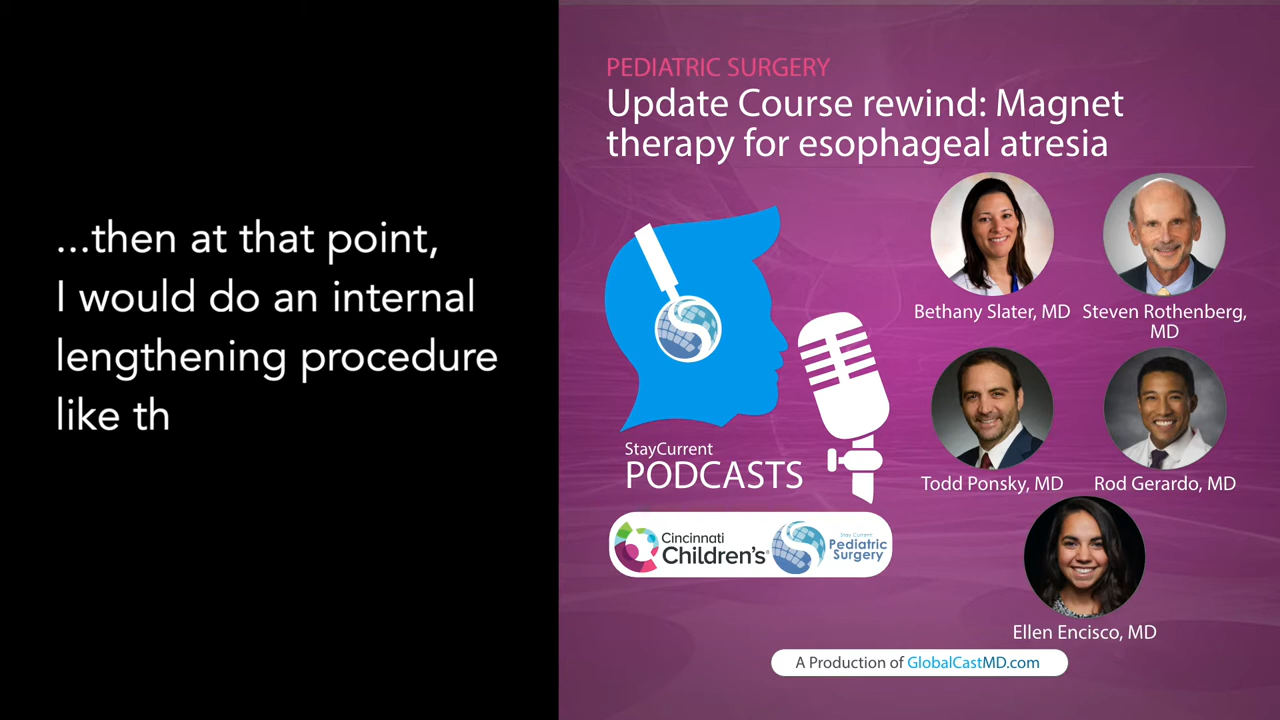 ...then at that point,
I would do an internal
lengthening procedure
like th
PEDIATRIC SURGERY
Update Course rewind: Magnet
therapy for esophageal atresia
Bethany Slater, MD
Steven Rothenberg,
MD
Todd Ponsky, MD
Rod Gerardo, MD
Ellen Encisco, MD
StayCurrent
PODCASTS
Cincinnati
Children's®
Stay Current
Pediatric
Surgery
A Production of GlobalCastMD.com